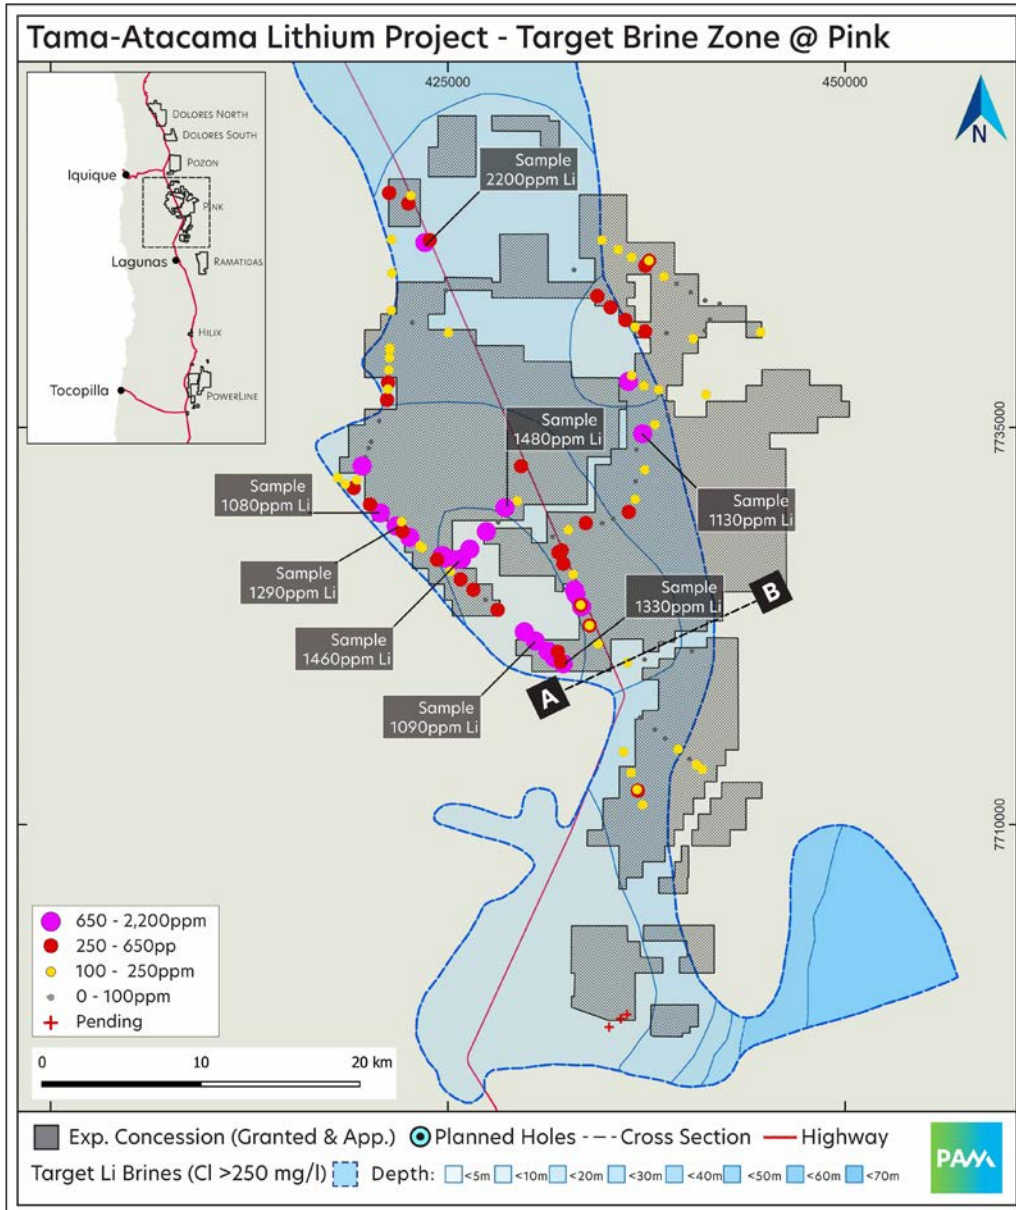 Tama-Atacama Lithium Project - Target Brine Zone @ Pink
425000
450000
N
DOLORES NORTH
DOLORES SOUTH
POZON
Iquique
PINK
Lagunas
RAMATIDAS
HILIX
Tocopilla
POWERLINE
Sample
2200ppm Li
7735000
Sample
1480ppm Li
Sample
1080ppm Li
Sample
1130ppm Li
Sample
1290ppm Li
Sample
1330ppm Li
B
Sample
1460ppm Li
A
Sample
1090ppm Li
7710000
650 - 2,200ppm
250 - 650pp
100 - 250ppm
0 - 100ppm
Pending
0 10 20 km
Exp. Concession (Granted & App.) Planned Holes Cross Section Highway
Target Li Brines (Cl >250 mg/l) Depth: <5m <10m <20m <30m <40m <50m <60m <70m
PAM